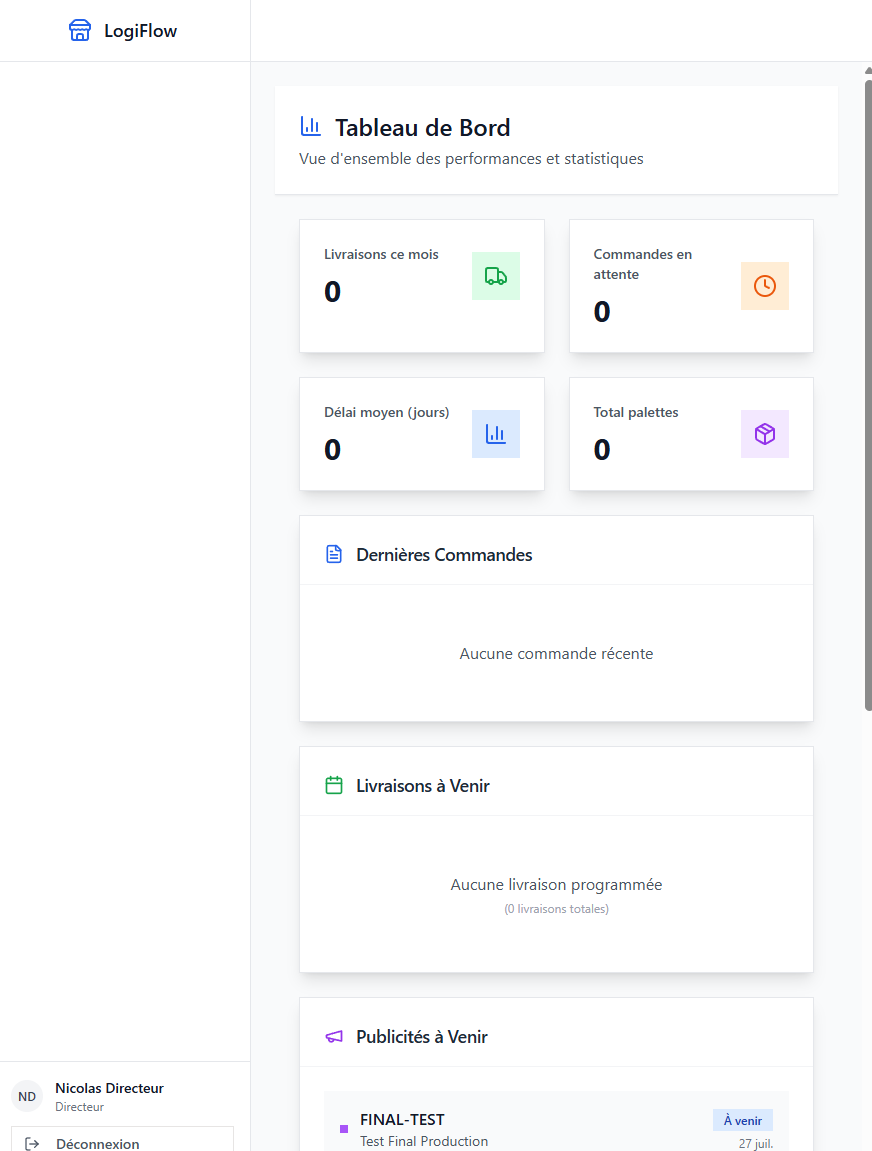 LogiFlow
Tableau de Bord
Vue d'ensemble des performances et statistiques
Livraisons ce mois
0
Commandes en
attente
0
Délai moyen (jours)
0
Total palettes
0
Dernières Commandes
Aucune commande récente
Livraisons à Venir
Aucune livraison programmée
(0 livraisons totales)
Publicités à Venir
FINAL-TEST
À venir
Test Final Production
27 juil.
ND
Nicolas Directeur
Directeur
Déconnexion